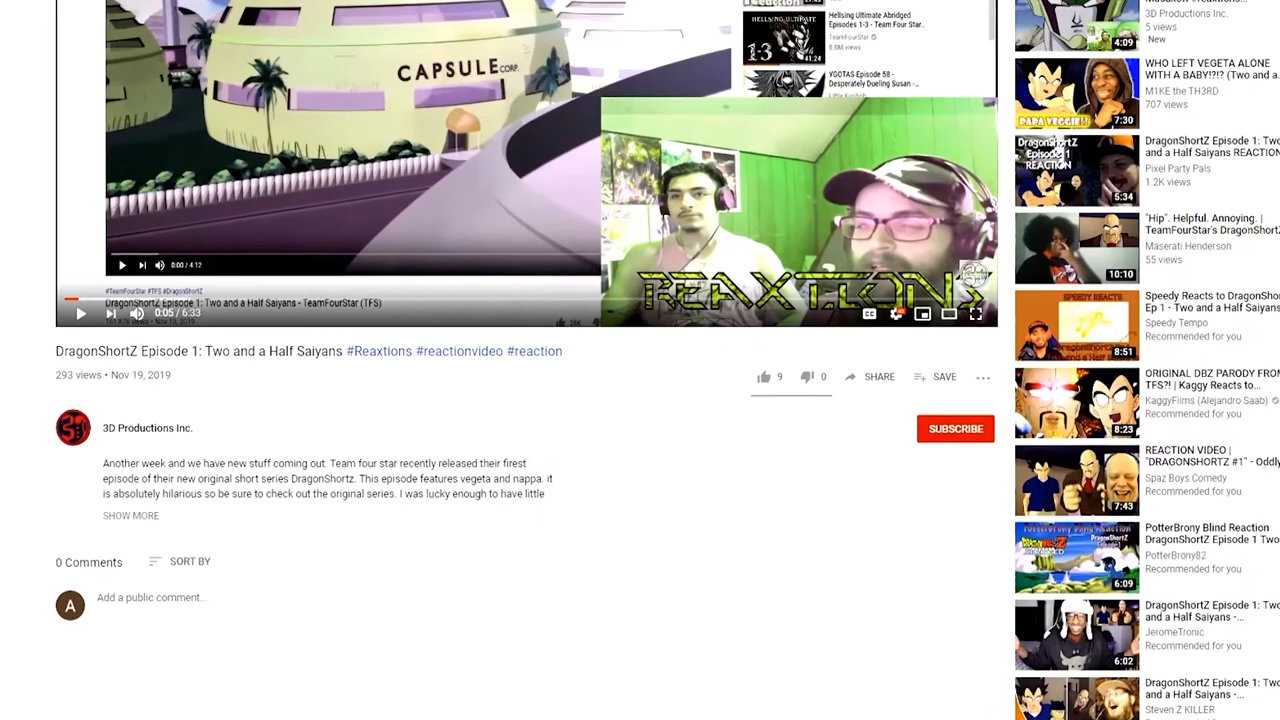 Hellsing Ultimate Abridged
Episodes 1-3 - Team Four Star..
TeamFourStar
8.8M views
1-3
41:24
YGOTAS Episode 58 -
Desperately Dueling Susan -...
CAPSULE CORP.
0:00 / 4:12
#TeamFourStar #TFS #DragonShortZ
DragonShortZ Episode 1: Two and a Half Saiyans - TeamFourStar (TFS)
REAXTIONS
0:05 / 6:33
CC
DragonShortZ Episode 1: Two and a Half Saiyans #Reaxtions #reactionvideo #reaction
293 views • Nov 19, 2019
9
0
SHARE
SAVE
3D Productions Inc.
SUBSCRIBE
Another week and we have new stuff coming out. Team four star recently released their firest
episode of their new original short series DragonShortz. This episode features vegeta and nappa. it
is absolutely hilarious so be sure to check out the original series. I was lucky enough to have little
SHOW MORE
0 Comments
SORT BY
A
Add a public comment...
3D Productions Inc.
5 views
New
4:09
WHO LEFT VEGETA ALONE
WITH A BABY!?!? (Two and a..
M1KE the TH3RD
707 views
PAPA VEGGIE!!
7:30
DragonShortZ Episode 1: Two
and a Half Saiyans REACTION
Pixel Party Pals
1.2K views
DragonShortZ
Episode 1
REACTION
5:34
"Hip". Helpful. Annoying. |
TeamFourStar's DragonShortZ
Maserati Henderson
55 views
10:10
Speedy Reacts to DragonShor
Ep 1 - Two and a Half Saiyans
Speedy Tempo
Recommended for you
SPEEDY REACTS
8:51
ORIGINAL DBZ PARODY FROM
TFS?! | Kaggy Reacts to...
KaggyFilms (Alejandro Saab)
Recommended for you
8:23
REACTION VIDEO |
"DRAGONSHORTZ #1" - Oddly
Spaz Boys Comedy
Recommended for you
7:43
PotterBrony Blind Reaction
DragonShortZ Episode 1 Two
PotterBrony82
Recommended for you
6:09
DragonShortZ Episode 1: Two
and a Half Saiyans -...
JeromeTronic
Recommended for you
6:02
DragonShortZ Episode 1: Two
and a Half Saiyans -...
Steven Z KILLER